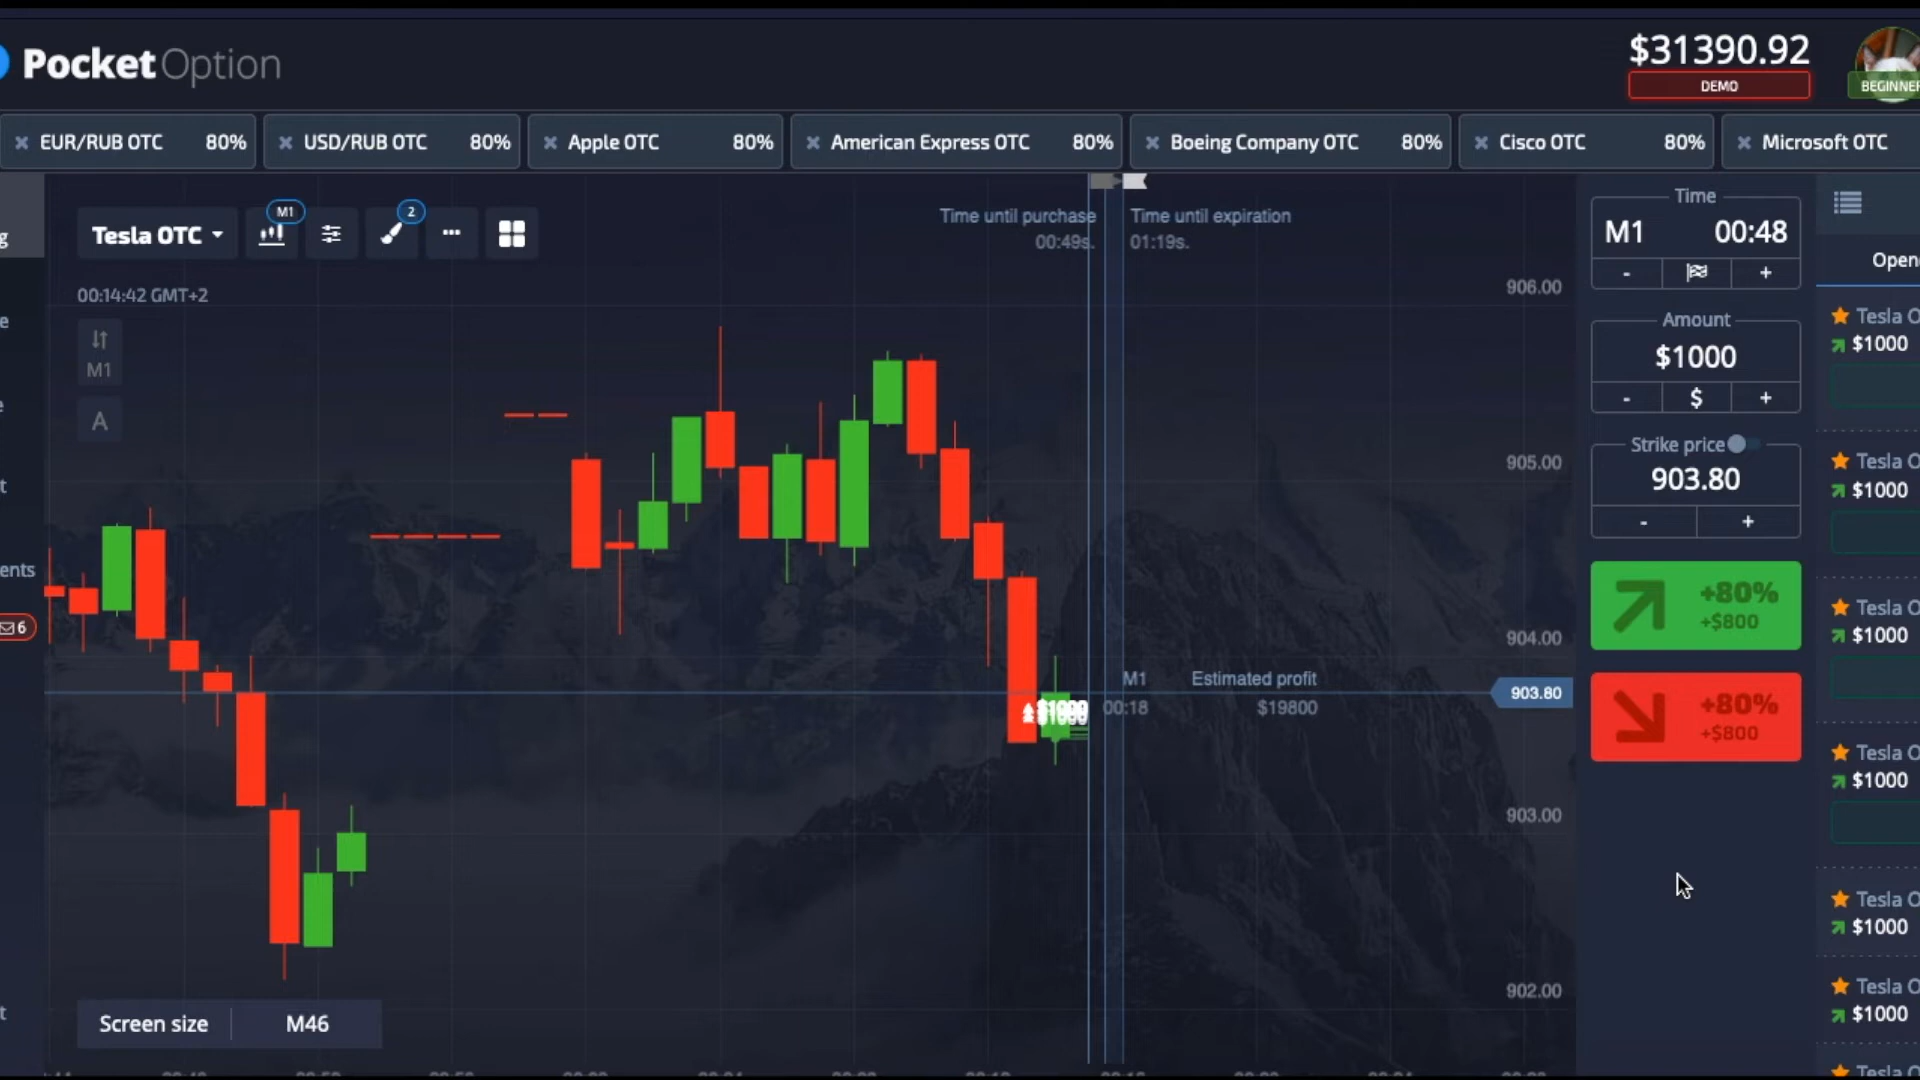 PocketOption
$31390.92
DEMO
BEGINNER
EUR/RUB OTC 80%
USD/RUB OTC 80%
Apple OTC 80%
American Express OTC 80%
Boeing Company OTC 80%
Cisco OTC 80%
Microsoft OTC
Tesla OTC
M1
2
00:14:42 GMT+2
M1
A
Time until purchase
00:49s.
Time until expiration
01:19s.
906.00
905.00
904.00
903.80
903.00
902.00
M1
00:18
Estimated profit
$19800
$1000
Time
M1 00:48
- +
Amount
$1000
- $ +
Strike price
903.80
- +
+80%
+$800
+80%
+$800
Tesla O
$1000
Tesla O
$1000
Tesla O
$1000
Tesla O
$1000
Tesla O
$1000
Tesla O
$1000
Tesla O
Open
ents
6
Screen size M46